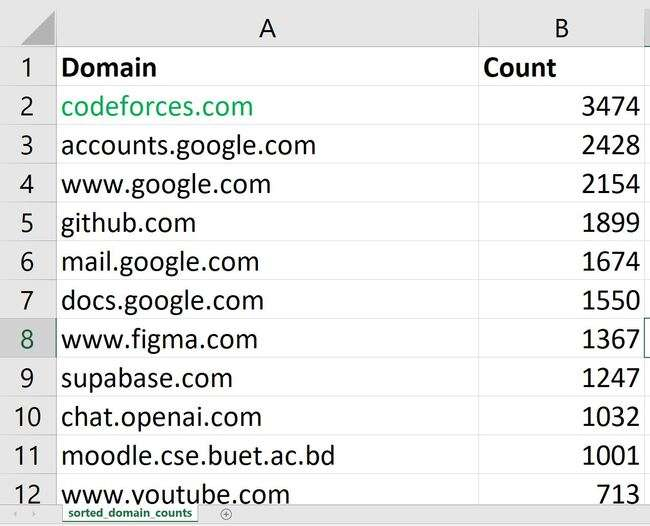 A B
1 Domain Count
2 codeforces.com 3474
3 accounts.google.com 2428
4 www.google.com 2154
5 github.com 1899
6 mail.google.com 1674
7 docs.google.com 1550
8 www.figma.com 1367
9 supabase.com 1247
10 chat.openai.com 1032
11 moodle.cse.buet.ac.bd 1001
12 www.youtube.com 713
sorted_domain_counts